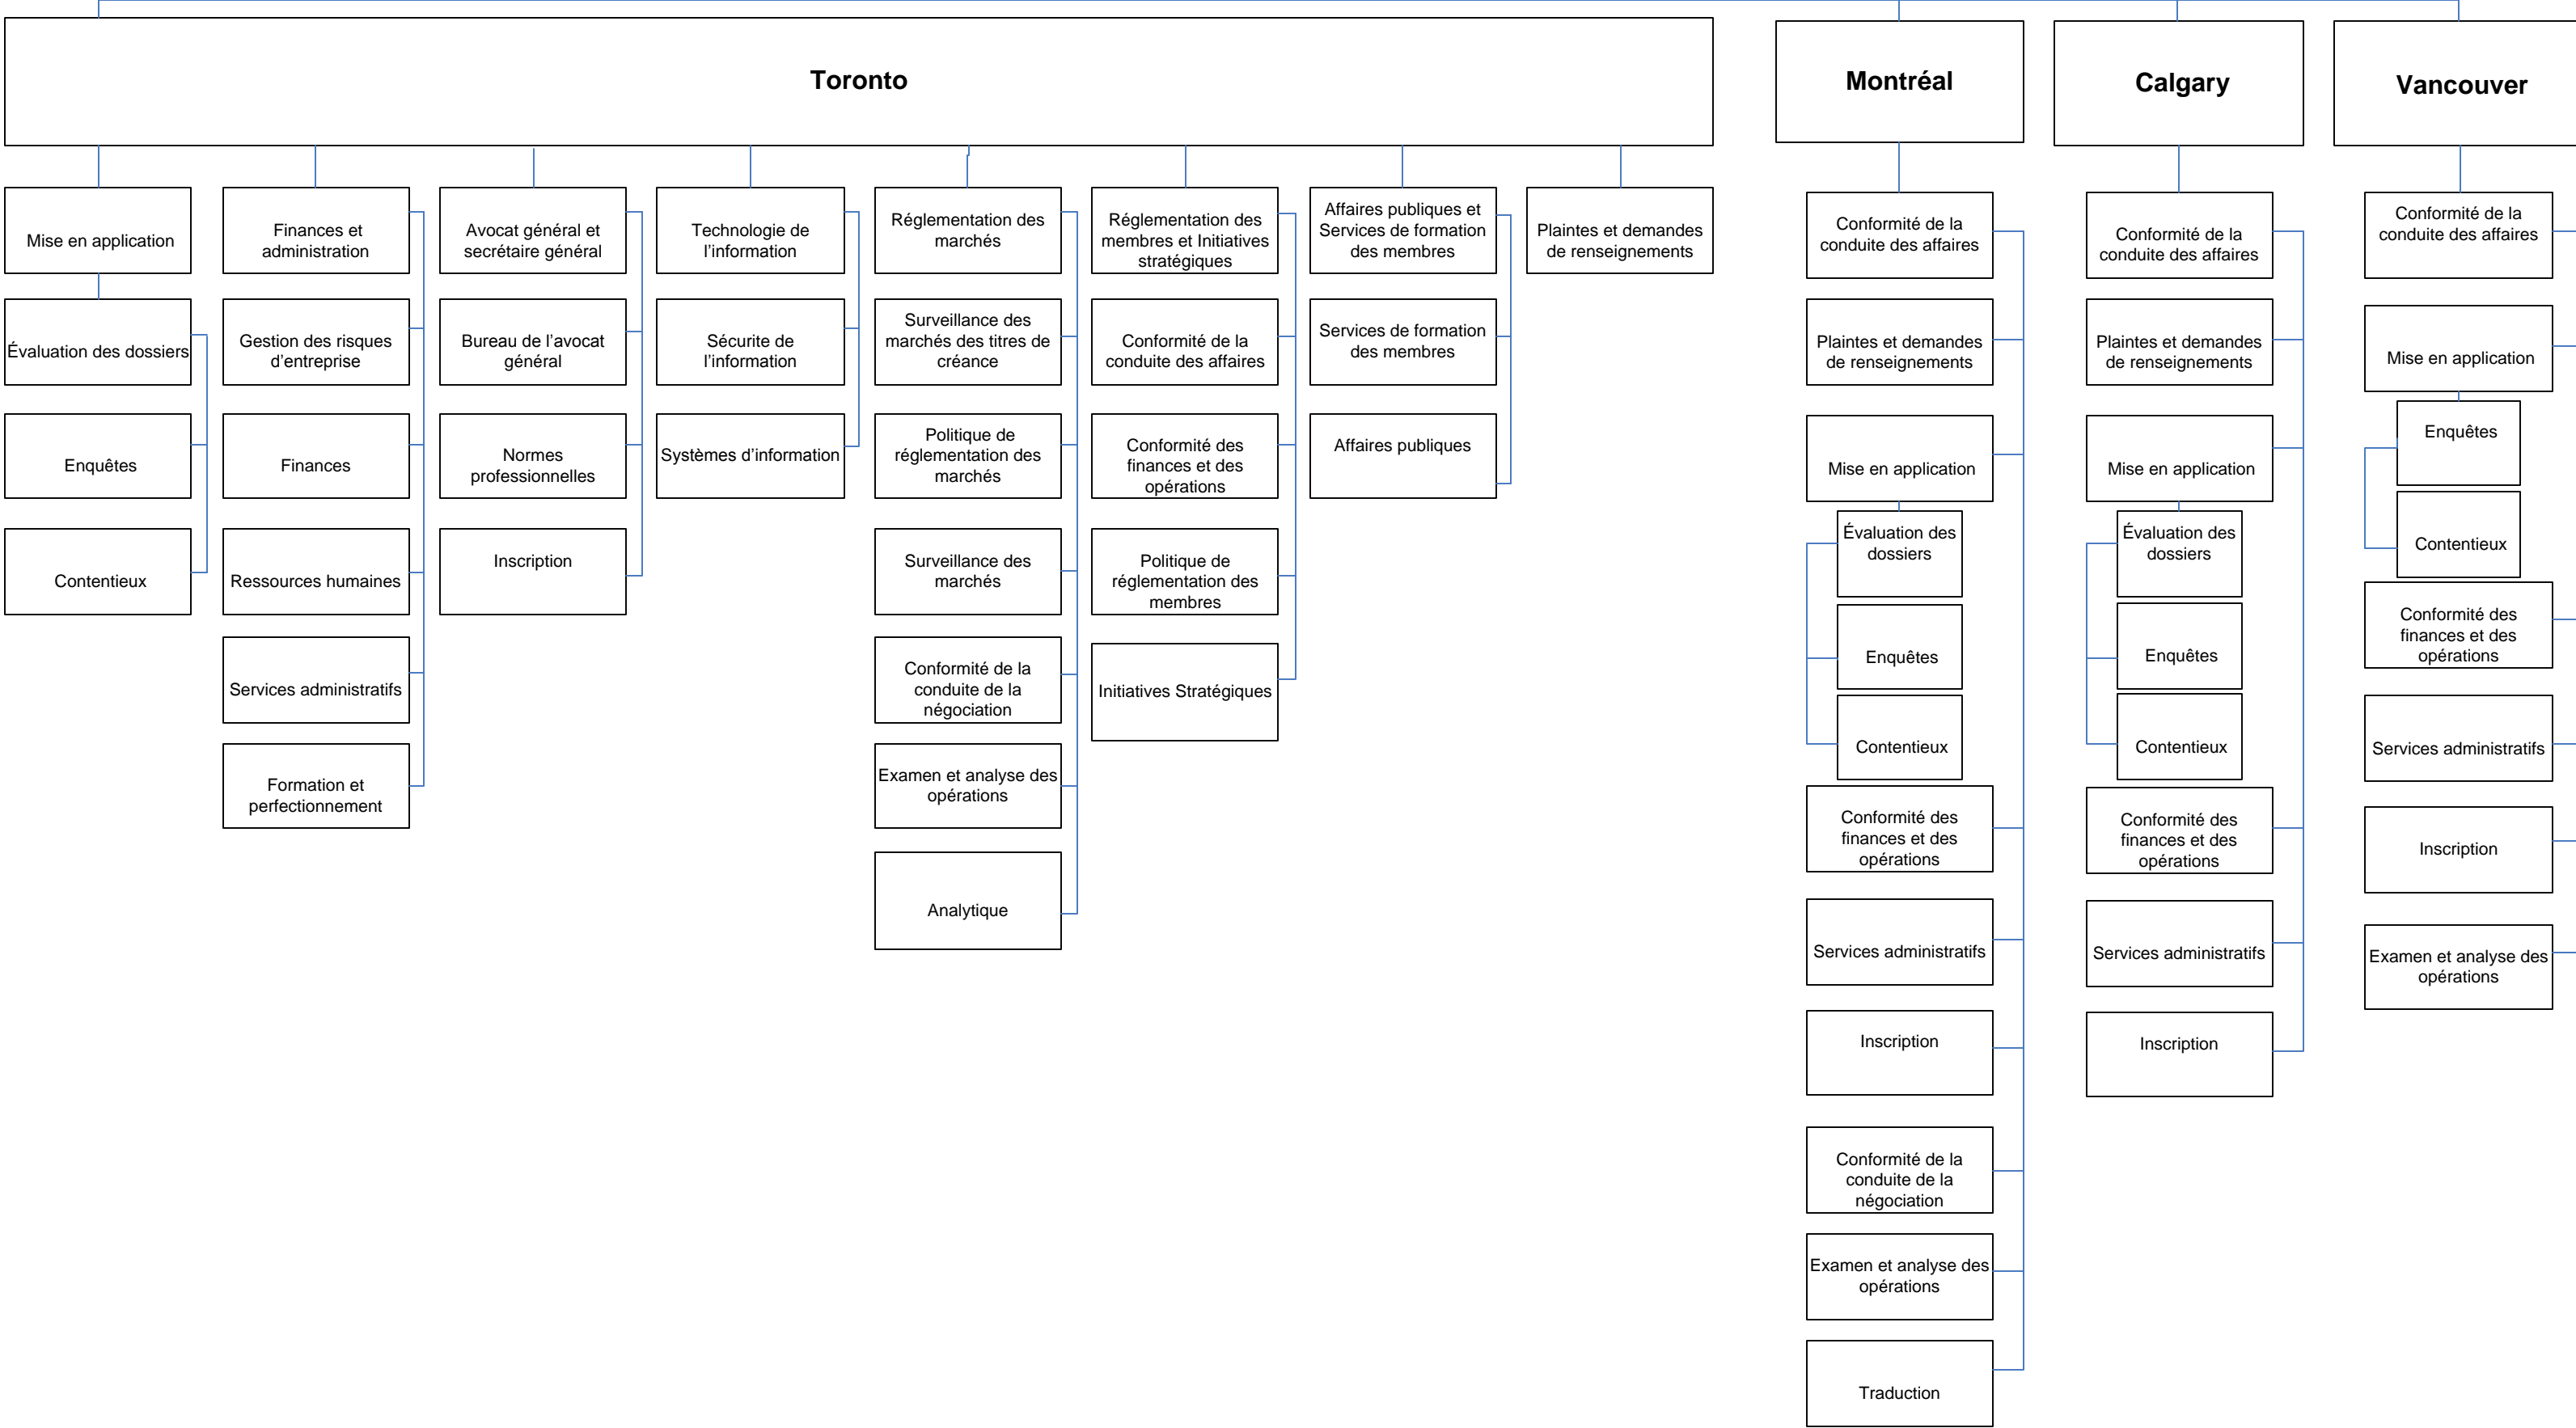 Toronto
Montréal
Calgary
Vancouver
Mise en application
Évaluation des dossiers
Enquêtes
Contentieux
Finances et
administration
Gestion des risques
d’entreprise
Finances
Ressources humaines
Services administratifs
Formation et
perfectionnement
Avocat général et
secrétaire général
Bureau de l’avocat
général
Normes
professionnelles
Inscription
Technologie de
l’information
Sécurite de
l’information
Systèmes d’information
Réglementation des
marchés
Surveillance des
marchés des titres de
créance
Politique de
réglementation des
marchés
Surveillance des
marchés
Conformité de la
conduite de la
négociation
Examen et analyse des
opérations
Analytique
Réglementation des
membres et Initiatives
stratégiques
Conformité de la
conduite des affaires
Conformité des
finances et des
opérations
Politique de
réglementation des
membres
Initiatives Stratégiques
Affaires publiques et
Services de formation
des membres
Services de formation
des membres
Affaires publiques
Plaintes et demandes
de renseignements
Conformité de la
conduite des affaires
Plaintes et demandes
de renseignements
Mise en application
Évaluation des
dossiers
Enquêtes
Contentieux
Conformité des
finances et des
opérations
Services administratifs
Inscription
Conformité de la
conduite de la
négociation
Examen et analyse des
opérations
Traduction
Conformité de la
conduite des affaires
Plaintes et demandes
de renseignements
Mise en application
Évaluation des
dossiers
Enquêtes
Contentieux
Conformité des
finances et des
opérations
Services administratifs
Inscription
Conformité de la
conduite des affaires
Mise en application
Enquêtes
Contentieux
Conformité des
finances et des
opérations
Services administratifs
Inscription
Examen et analyse des
opérations